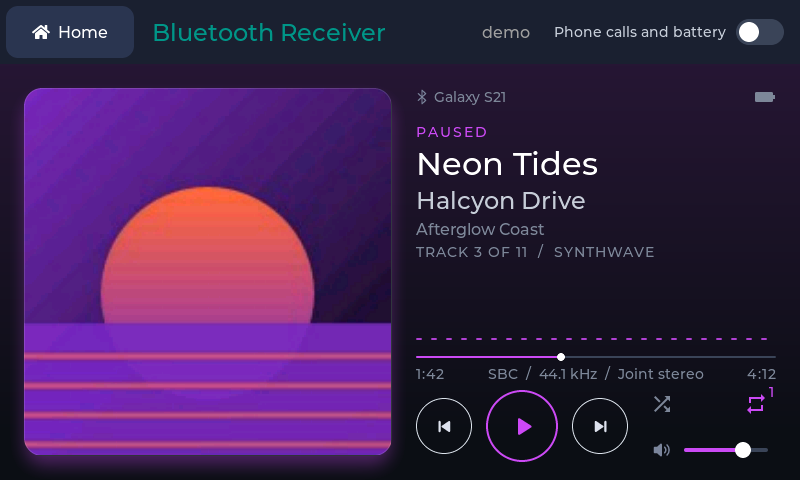 Home
Bluetooth Receiver
demo
Phone calls and battery
Galaxy S21
PAUSED
Neon Tides
Halcyon Drive
Afterglow Coast
TRACK 3 OF 11 / SYNTHWAVE
1:42
SBC / 44.1 kHz / Joint stereo
4:12
1